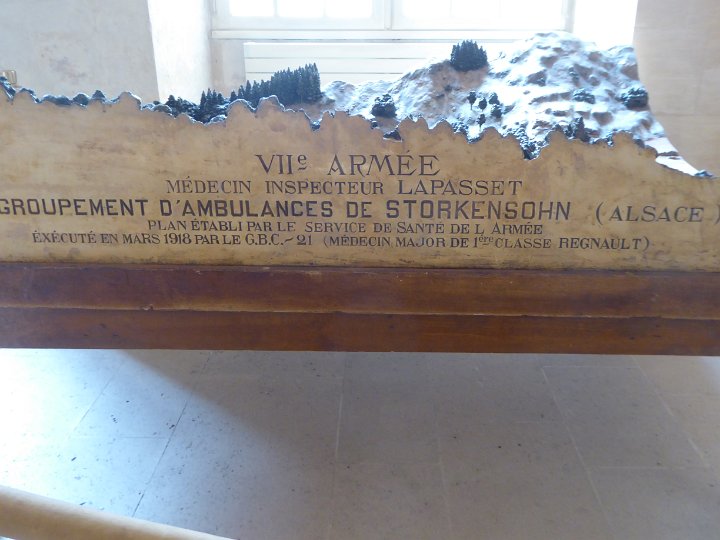 VIIe ARMÉE
MÉDECIN INSPECTEUR LAPASSET
GROUPEMENT D'AMBULANCES DE STORKENSOHN (ALSACE)
PLAN ÉTABLI PAR LE SERVICE DE SANTÉ DE L ARMÉE
EXÉCUTÉ EN MARS 1918 PAR LE G.B.C.-21 (MÉDECIN MAJOR DE 1ère CLASSE REGNAULT)